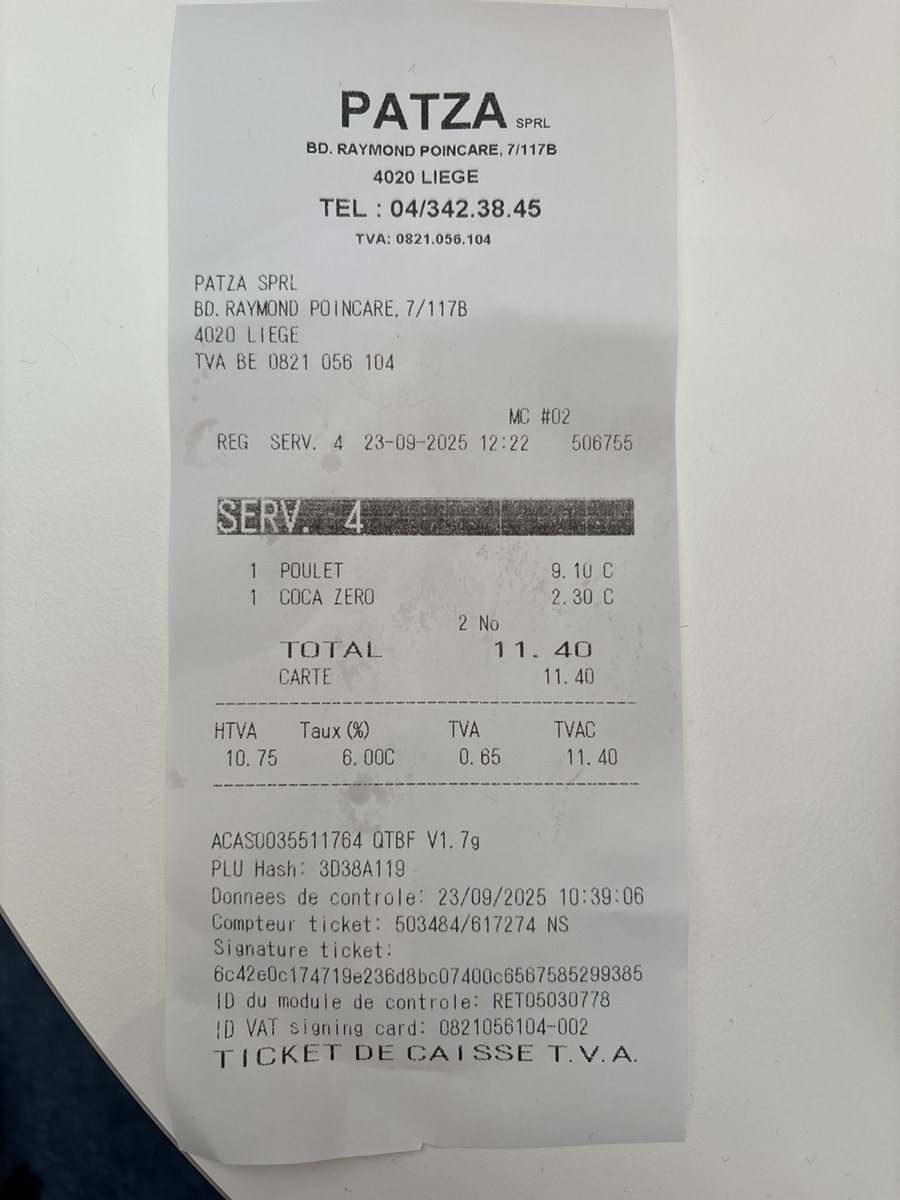 PATZA SPRL
BD. RAYMOND POINCARE, 7/117B
4020 LIEGE
TEL : 04/342.38.45
TVA: 0821.056.104
PATZA SPRL
BD. RAYMOND POINCARE, 7/117B
4020 LIEGE
TVA BE 0821 056 104
MC #02
REG SERV. 4 23-09-2025 12:22 506755
SERV. 4
1 POULET 9.10 C
1 COCA ZERO 2.30 C
2 No
TOTAL 11.40
CARTE 11.40
HTVA Taux (%) TVA TVAC
10.75 6.00C 0.65 11.40
ACAS0035511764 QTBF V1.7g
PLU Hash: 3D38A119
Donnees de controle: 23/09/2025 10:39:06
Compteur ticket: 503484/617274 NS
Signature ticket:
6c42e0c174719e236d8bc07400c6567585299385
ID du module de controle: RET05030778
ID VAT signing card: 0821056104-002
TICKET DE CAISSE T.V.A.